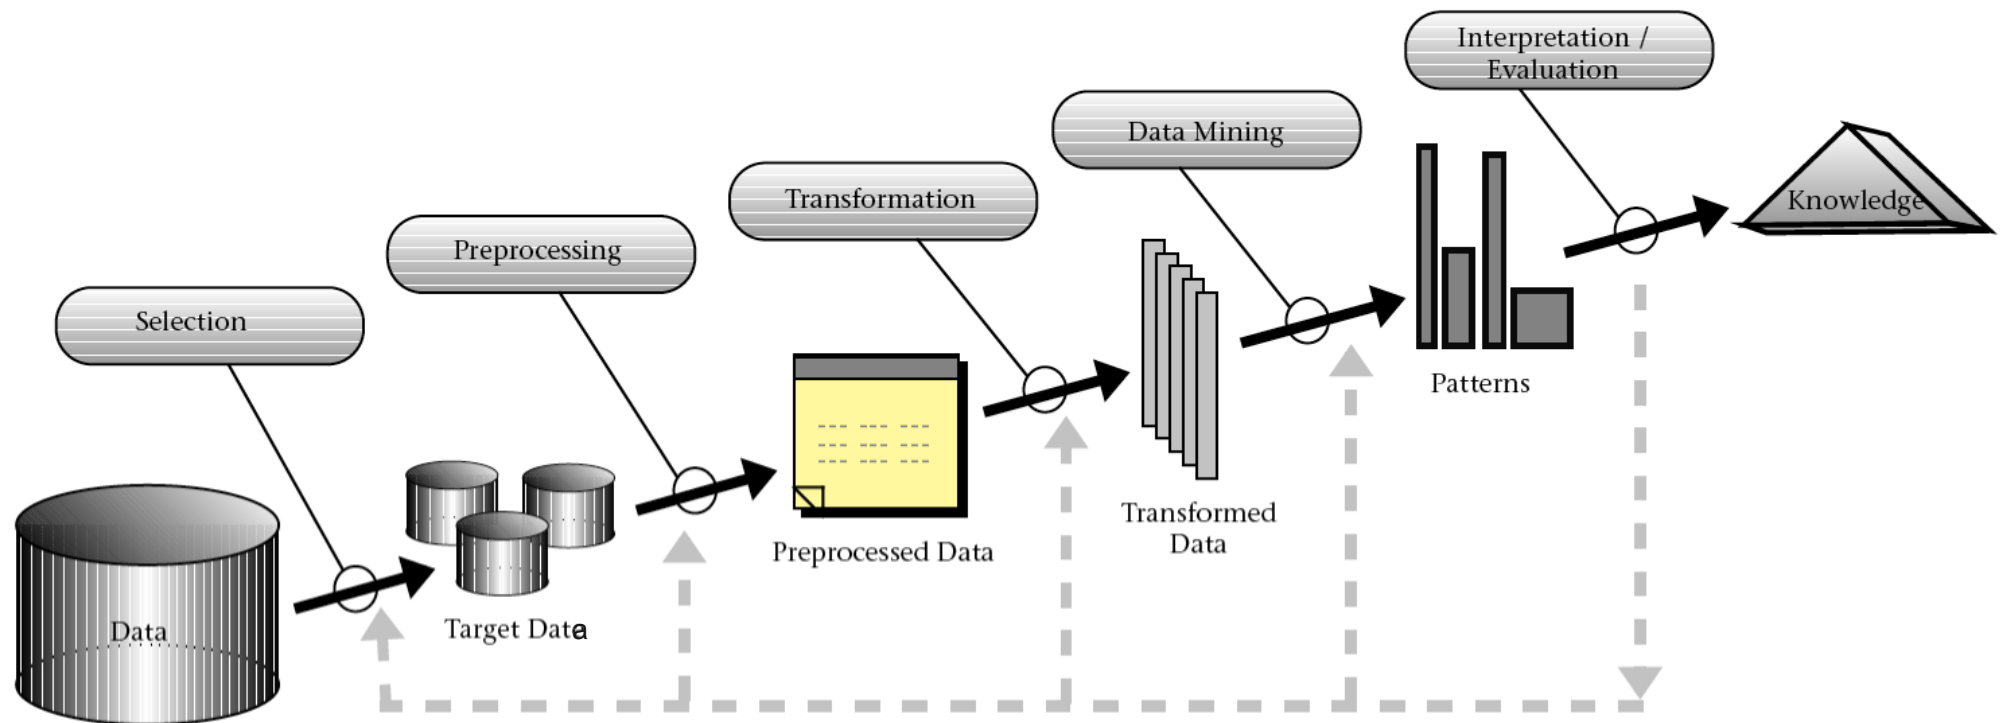 Interpretation /
Evaluation
Data Mining
Transformation
Preprocessing
Selection
Knowledge
Patterns
Transformed
Data
Preprocessed Data
Target Data
Data